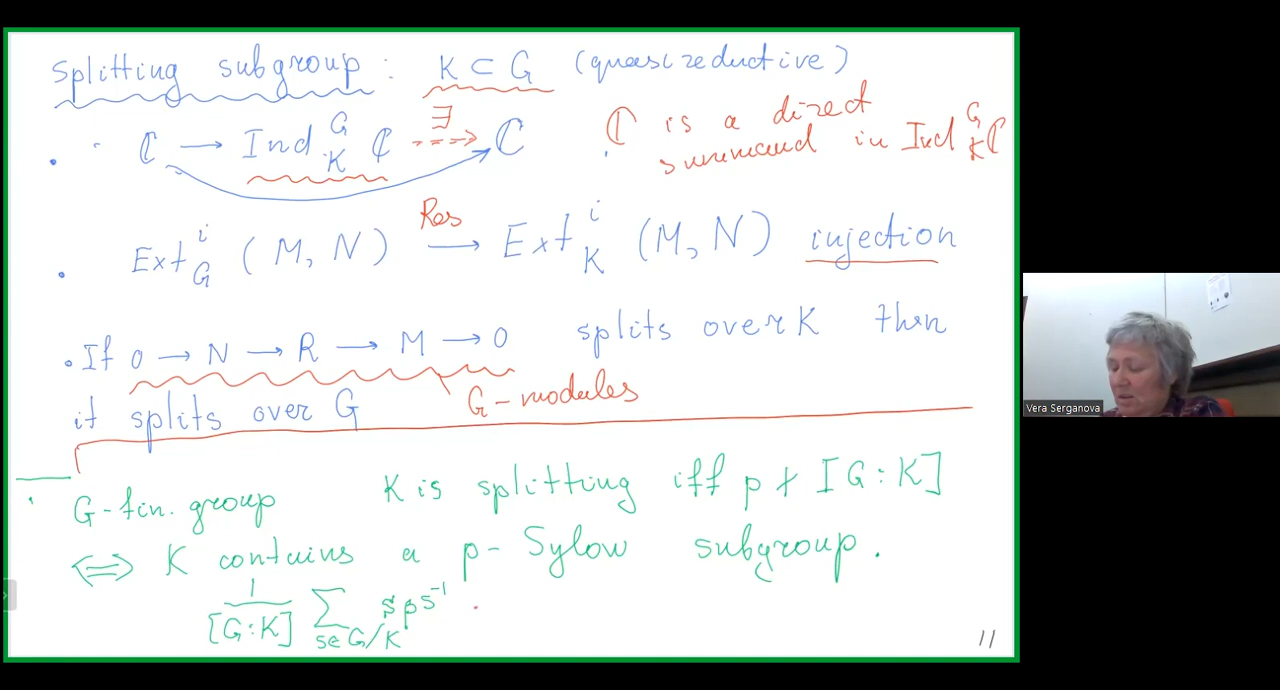 Splitting subgroup : K ⊂ G (quasireductive)
• ℂ → Ind_K^G ℂ ∃ ⇢ ℂ
ℂ is a direct
summand in Ind_K^G ℂ
• Ext_G^i (M, N) Res → Ext_K^i (M, N) injection
• If 0 → N → R → M → 0 splits over K then
it splits over G
G-modules
G-fin. group K is splitting iff p ∤ [G : K]
⟺ K contains a p-Sylow subgroup.
1/[G:K] ∑_{s∈G/K} s p s⁻¹
11
Vera Serganova